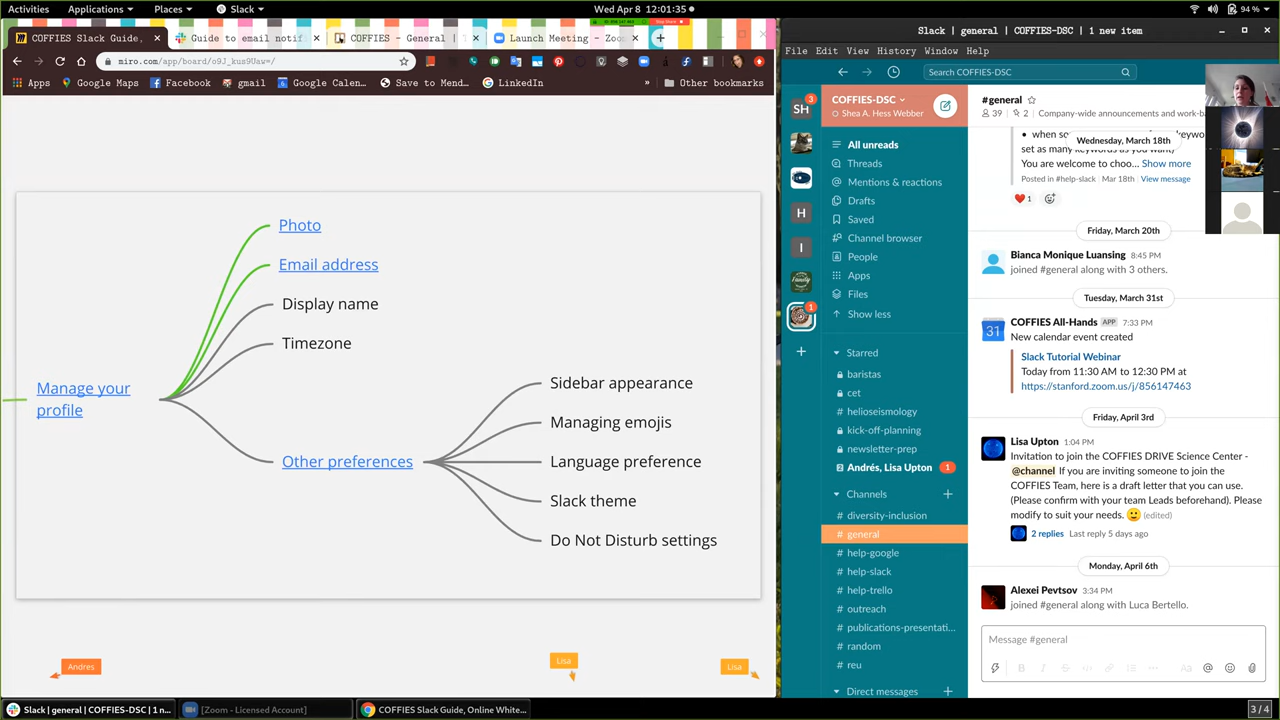 Activities Applications Places Slack Wed Apr 8 12:01:35 94 %
COFFIES Slack Guide, × Guide to email notif × COFFIES - General | T × Launch Meeting - Zoo × +
miro.com/app/board/o9J_kus9Uaw=/
Apps Google Maps Facebook gmail Google Calen… SLACK LinkedIn » Other bookmarks
Photo
Email address
Display name
Timezone
Manage your
profile
Other preferences
Sidebar appearance
Managing emojis
Language preference
Slack theme
Do Not Disturb settings
Andres
Lisa
Lisa
Slack | general | COFFIES-DSC | 1 new item
File Edit View History Window Help
Search COFFIES-DSC
SH
3
H
I
1
+
COFFIES-DSC
Shea A. Hess Webber
All unreads
Threads
Mentions & reactions
Drafts
Saved
Channel browser
People
Apps
Files
Show less
Starred
baristas
cet
# helioseismology
kick-off-planning
newsletter-prep
2 Andrés, Lisa Upton 1
Channels +
# diversity-inclusion
# general
# help-google
# help-slack
# help-trello
# outreach
# publications-presentati…
# random
# reu
Direct messages +
#general
39 2 Company-wide announcements and work-b
• when so
Wednesday, March 18th
set as many keywords as you want)
You are welcome to choo… Show more
Posted in #help-slack Mar 18th View message
1
Friday, March 20th
Bianca Monique Luansing 8:45 PM
joined #general along with 3 others.
Tuesday, March 31st
31 COFFIES All-Hands APP 7:33 PM
New calendar event created
Slack Tutorial Webinar
Today from 11:30 AM to 12:30 PM at
https://stanford.zoom.us/j/856147463
Friday, April 3rd
Lisa Upton 1:04 PM
Invitation to join the COFFIES DRIVE Science Center -
@channel If you are inviting someone to join the
COFFIES Team, here is a draft letter that you can use.
(Please confirm with your team Leads beforehand). Please
modify to suit your needs. (edited)
2 replies Last reply 5 days ago
Monday, April 6th
Alexei Pevtsov 3:34 PM
joined #general along with Luca Bertello.
Message #general
Slack | general | COFFIES-DSC | 1 n… [Zoom - Licensed Account] COFFIES Slack Guide, Online White… 3 / 4